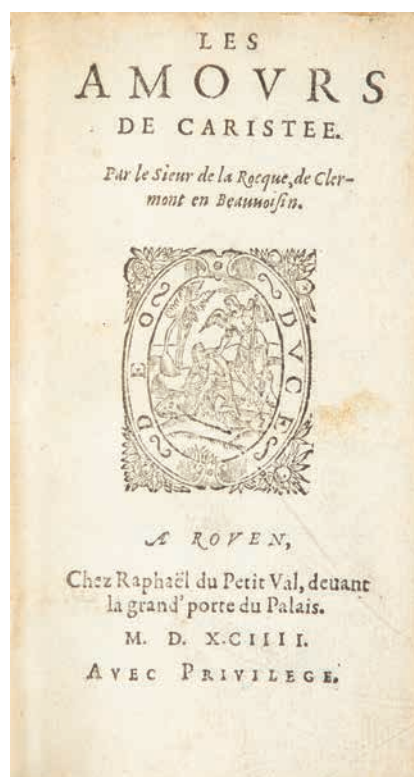 LES
AMOVRS
DE CARISTEE.
Par le Sieur de la Rocque, de Cler-
mont en Beauuoisin.
DEO DVCE
A ROVEN,
Chez Raphaël du Petit Val, deuant
la grand' porte du Palais.
M. D. XCIIII.
AVEC PRIVILEGE.